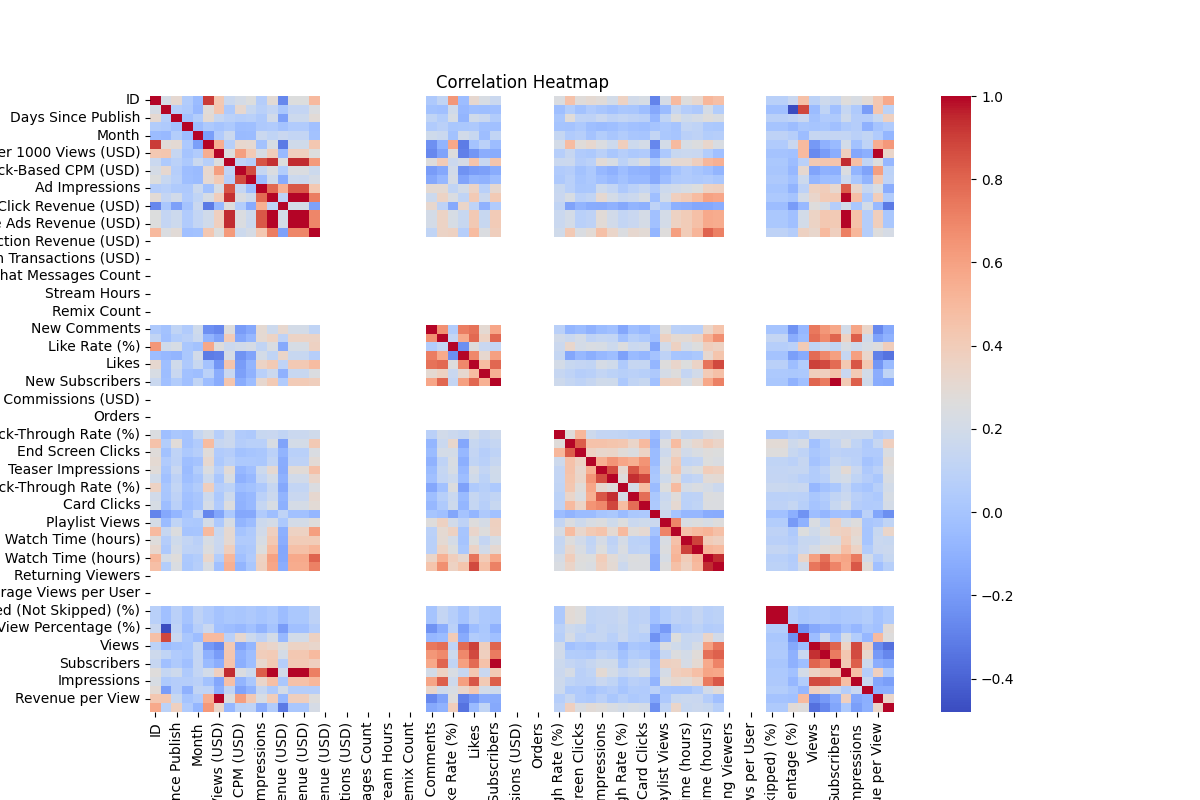 Correlation Heatmap
ID
Days Since Publish
Month
er 1000 Views (USD)
ck-Based CPM (USD)
Ad Impressions
Click Revenue (USD)
e Ads Revenue (USD)
ction Revenue (USD)
n Transactions (USD)
hat Messages Count
Stream Hours
Remix Count
New Comments
Like Rate (%)
Likes
New Subscribers
Commissions (USD)
Orders
ck-Through Rate (%)
End Screen Clicks
Teaser Impressions
ck-Through Rate (%)
Card Clicks
Playlist Views
Watch Time (hours)
Watch Time (hours)
Returning Viewers
rage Views per User
ed (Not Skipped) (%)
View Percentage (%)
Views
Subscribers
Impressions
Revenue per View
ID
nce Publish
Month
Views (USD)
CPM (USD)
mpressions
enue (USD)
enue (USD)
enue (USD)
tions (USD)
ages Count
ream Hours
emix Count
Comments
ke Rate (%)
Likes
Subscribers
sions (USD)
Orders
gh Rate (%)
reen Clicks
mpressions
gh Rate (%)
Card Clicks
aylist Views
ime (hours)
ime (hours)
ng Viewers
ws per User
kipped) (%)
entage (%)
Views
ubscribers
mpressions
ue per View
1.0
0.8
0.6
0.4
0.2
0.0
−0.2
−0.4